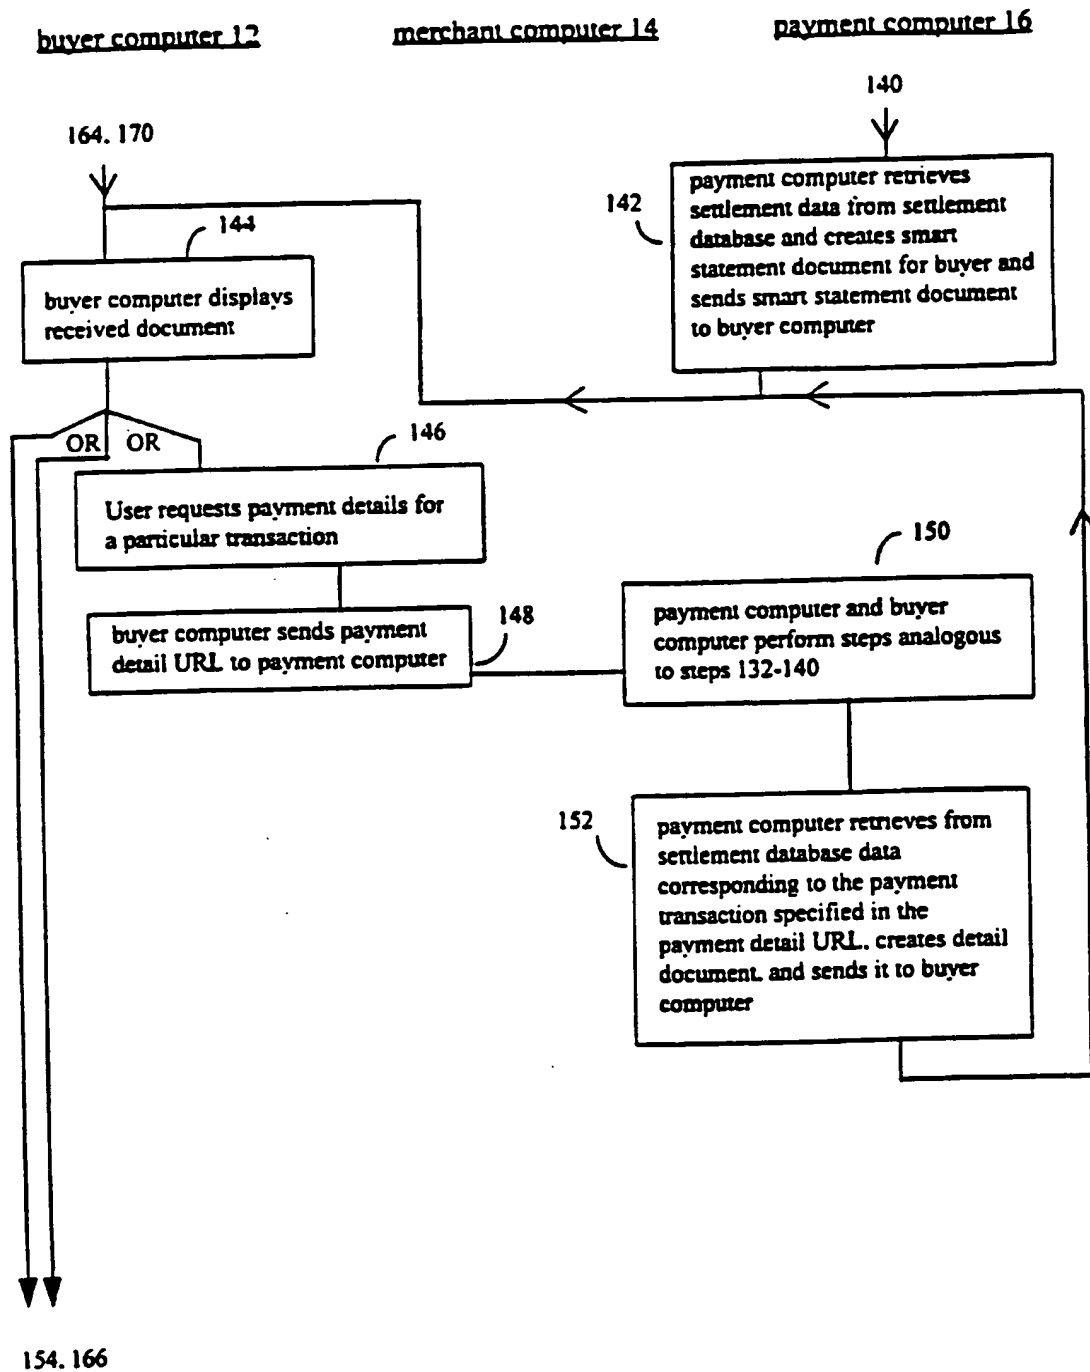 buyer computer 12
merchant computer 14
payment computer 16
140
164. 170
142
payment computer retrieves
settlement data from settlement
database and creates smart
statement document for buyer and
sends smart statement document
to buyer computer
144
buyer computer displays
received document
OR OR
146
User requests payment details for
a particular transaction
148
buyer computer sends payment
detail URL to payment computer
150
payment computer and buyer
computer perform steps analogous
to steps 132-140
152
payment computer retrieves from
settlement database data
corresponding to the payment
transaction specified in the
payment detail URL. creates detail
document. and sends it to buyer
computer
154. 166